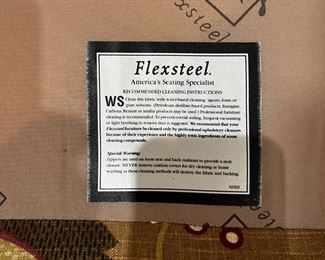 Flexsteel.
America's Seating Specialist
RECOMMENDED CLEANING INSTRUCTIONS
WS Clean this fabric with water-based cleaning agents, foam or
pure solvents. (Petroleum distillate-based products, Energine,
Carbona, Renuzit or similar products may be used.) Professional furniture
cleaning is recommended. To prevent overall soiling, frequent vacuuming
or light brushing to remove dust is suggested. We recommend that your
Flexsteel furniture be cleaned only by professional upholstery cleaners
because of their experience and the highly toxic ingredients of some
cleaning compounds.
Special Warning:
Zippers are used on loose seat and back cushions to provide a neat
closure. NEVER remove cushion covers for dry cleaning or home
washing as these cleaning methods will destroy the fabric and backing.
42352
Flexsteel